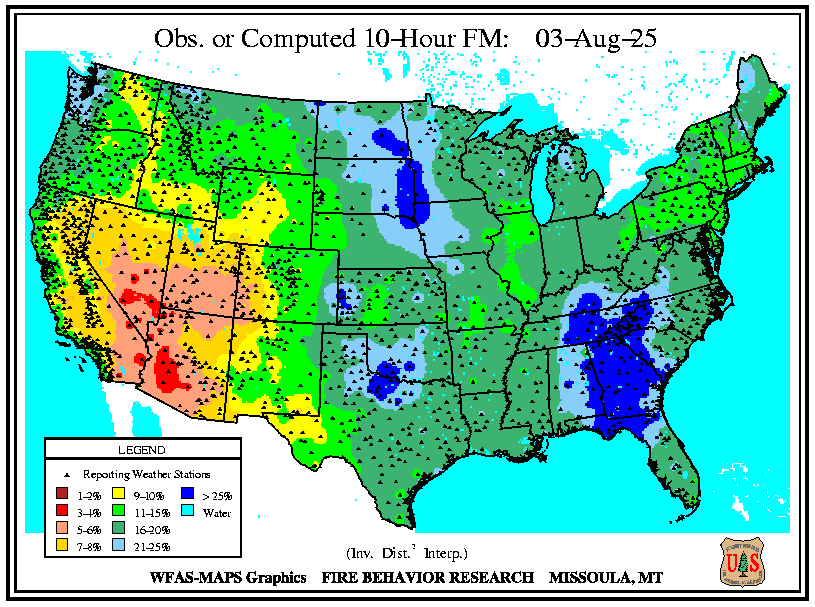 Obs. or Computed 10-Hour FM: 03-Aug-25
LEGEND
Reporting Weather Stations
1-2% 9-10% > 25%
3-4% 11-15% Water
5-6% 16-20%
7-8% 21-25%
(Inv. Dist.² Interp.)
WFAS-MAPS Graphics FIRE BEHAVIOR RESEARCH MISSOULA, MT
U S